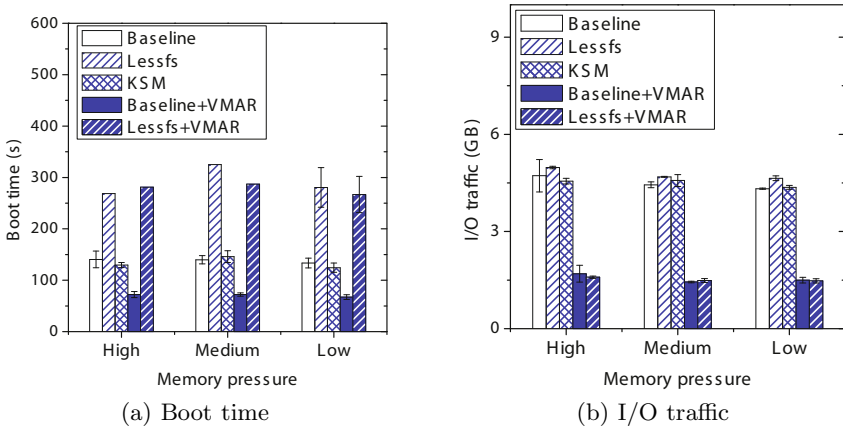 600
500
400
300
200
100
0
Boot time (s)
Baseline
Lessfs
KSM
Baseline+VMAR
Lessfs+VMAR
High
Medium
Low
Memory pressure
(a) Boot time
9
6
3
0
I/O traffic (GB)
Baseline
Lessfs
KSM
Baseline+VMAR
Lessfs+VMAR
High
Medium
Low
Memory pressure
(b) I/O traffic